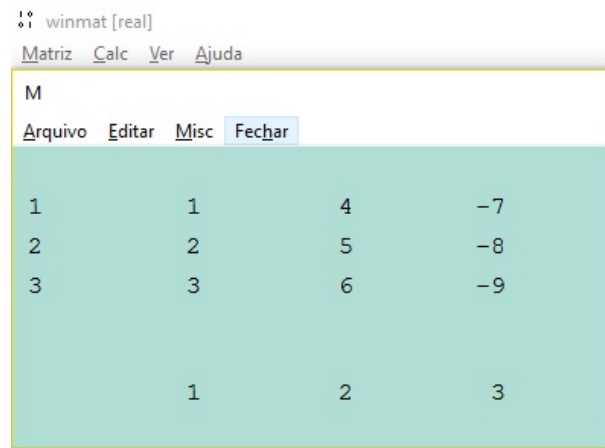 winmat [real]
Matriz Calc Ver Ajuda
M
Arquivo Editar Misc Fechar
1 1 4 -7
2 2 5 -8
3 3 6 -9
1 2 3